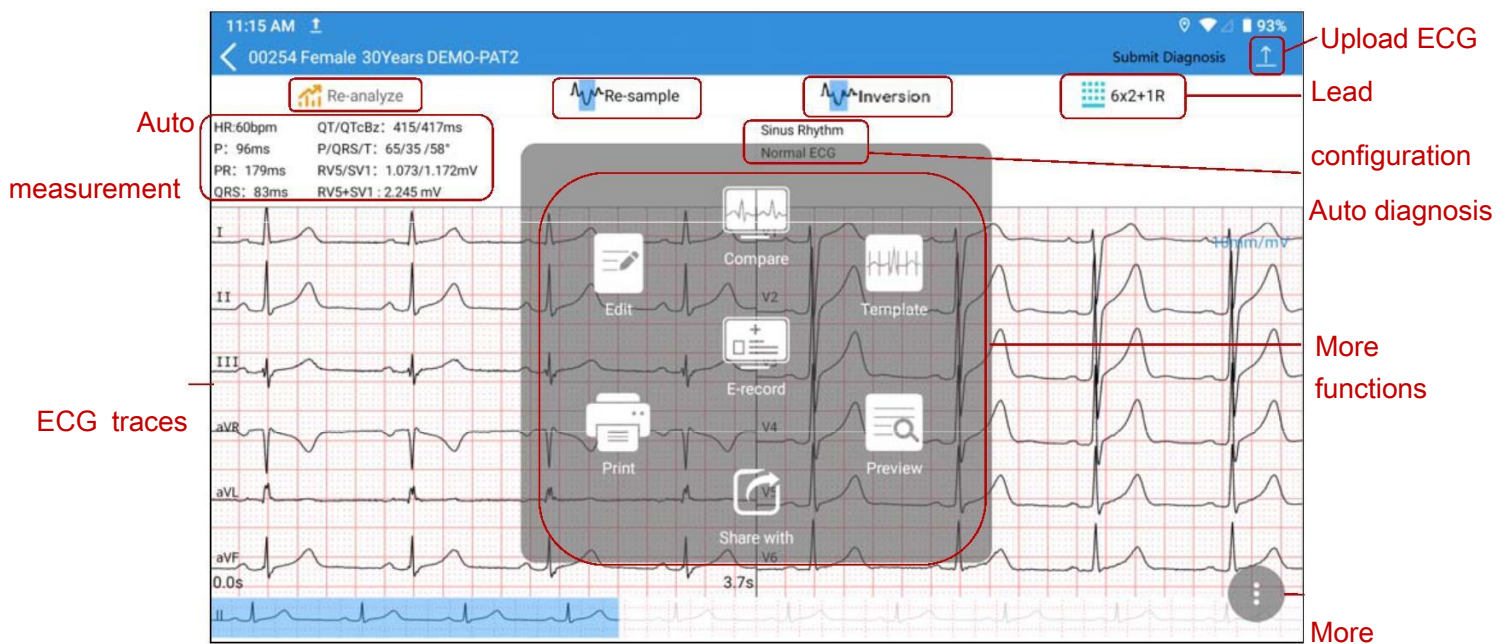 11:15 AM
93%
00254 Female 30Years DEMO-PAT2
Submit Diagnosis
Upload ECG
Re-analyze
Re-sample
Inversion
6x2+1R
Lead
configuration
Auto
measurement
HR:60bpm QT/QTcBz: 415/417ms
P: 96ms P/QRS/T: 65/35 /58°
PR: 179ms RV5/SV1: 1.073/1.172mV
QRS: 83ms RV5+SV1 : 2.245 mV
Sinus Rhythm
Normal ECG
Auto diagnosis
I
V1
10mm/mV
Compare
Edit
Template
II
V2
III
V3
E-record
More
functions
ECG traces
aVR
V4
Print
Preview
aVL
V5
Share with
aVF
V6
0.0s
3.7s
II
More